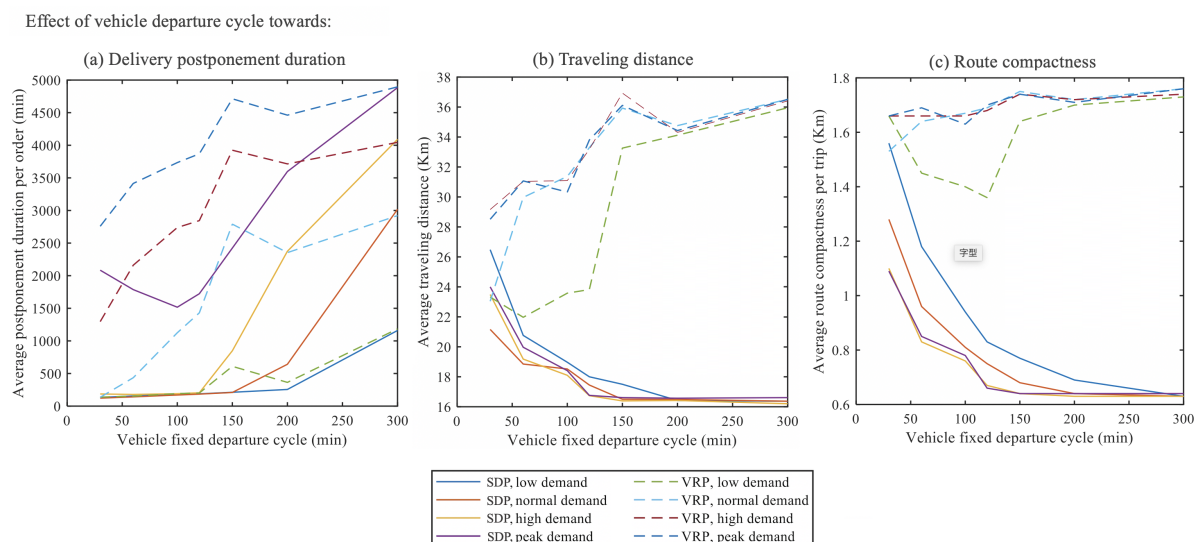 Effect of vehicle departure cycle towards:
(a) Delivery postponement duration
Average postponement duration per order (min)
5000
4500
4000
3500
3000
2500
2000
1500
1000
500
0
0 50 100 150 200 250 300
Vehicle fixed departure cycle (min)
(b) Traveling distance
Average traveling distance (Km)
38
36
34
32
30
28
26
24
22
20
18
16
0 50 100 150 200 250 300
Vehicle fixed departure cycle (min)
(c) Route compactness
Average route compactness per trip (Km)
1.8
1.6
1.4
1.2
1
0.8
0.6
0 50 100 150 200 250 300
Vehicle fixed departure cycle (min)
字型
SDP, low demand
SDP, normal demand
SDP, high demand
SDP, peak demand
VRP, low demand
VRP, normal demand
VRP, high demand
VRP, peak demand